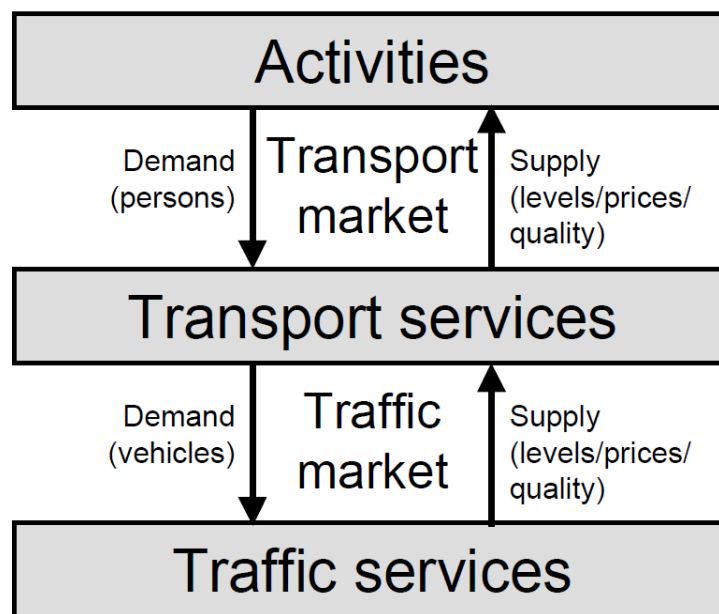 Activities
Demand
(persons)
Transport
market
Supply
(levels/prices/
quality)
Transport services
Demand
(vehicles)
Traffic
market
Supply
(levels/prices/
quality)
Traffic services